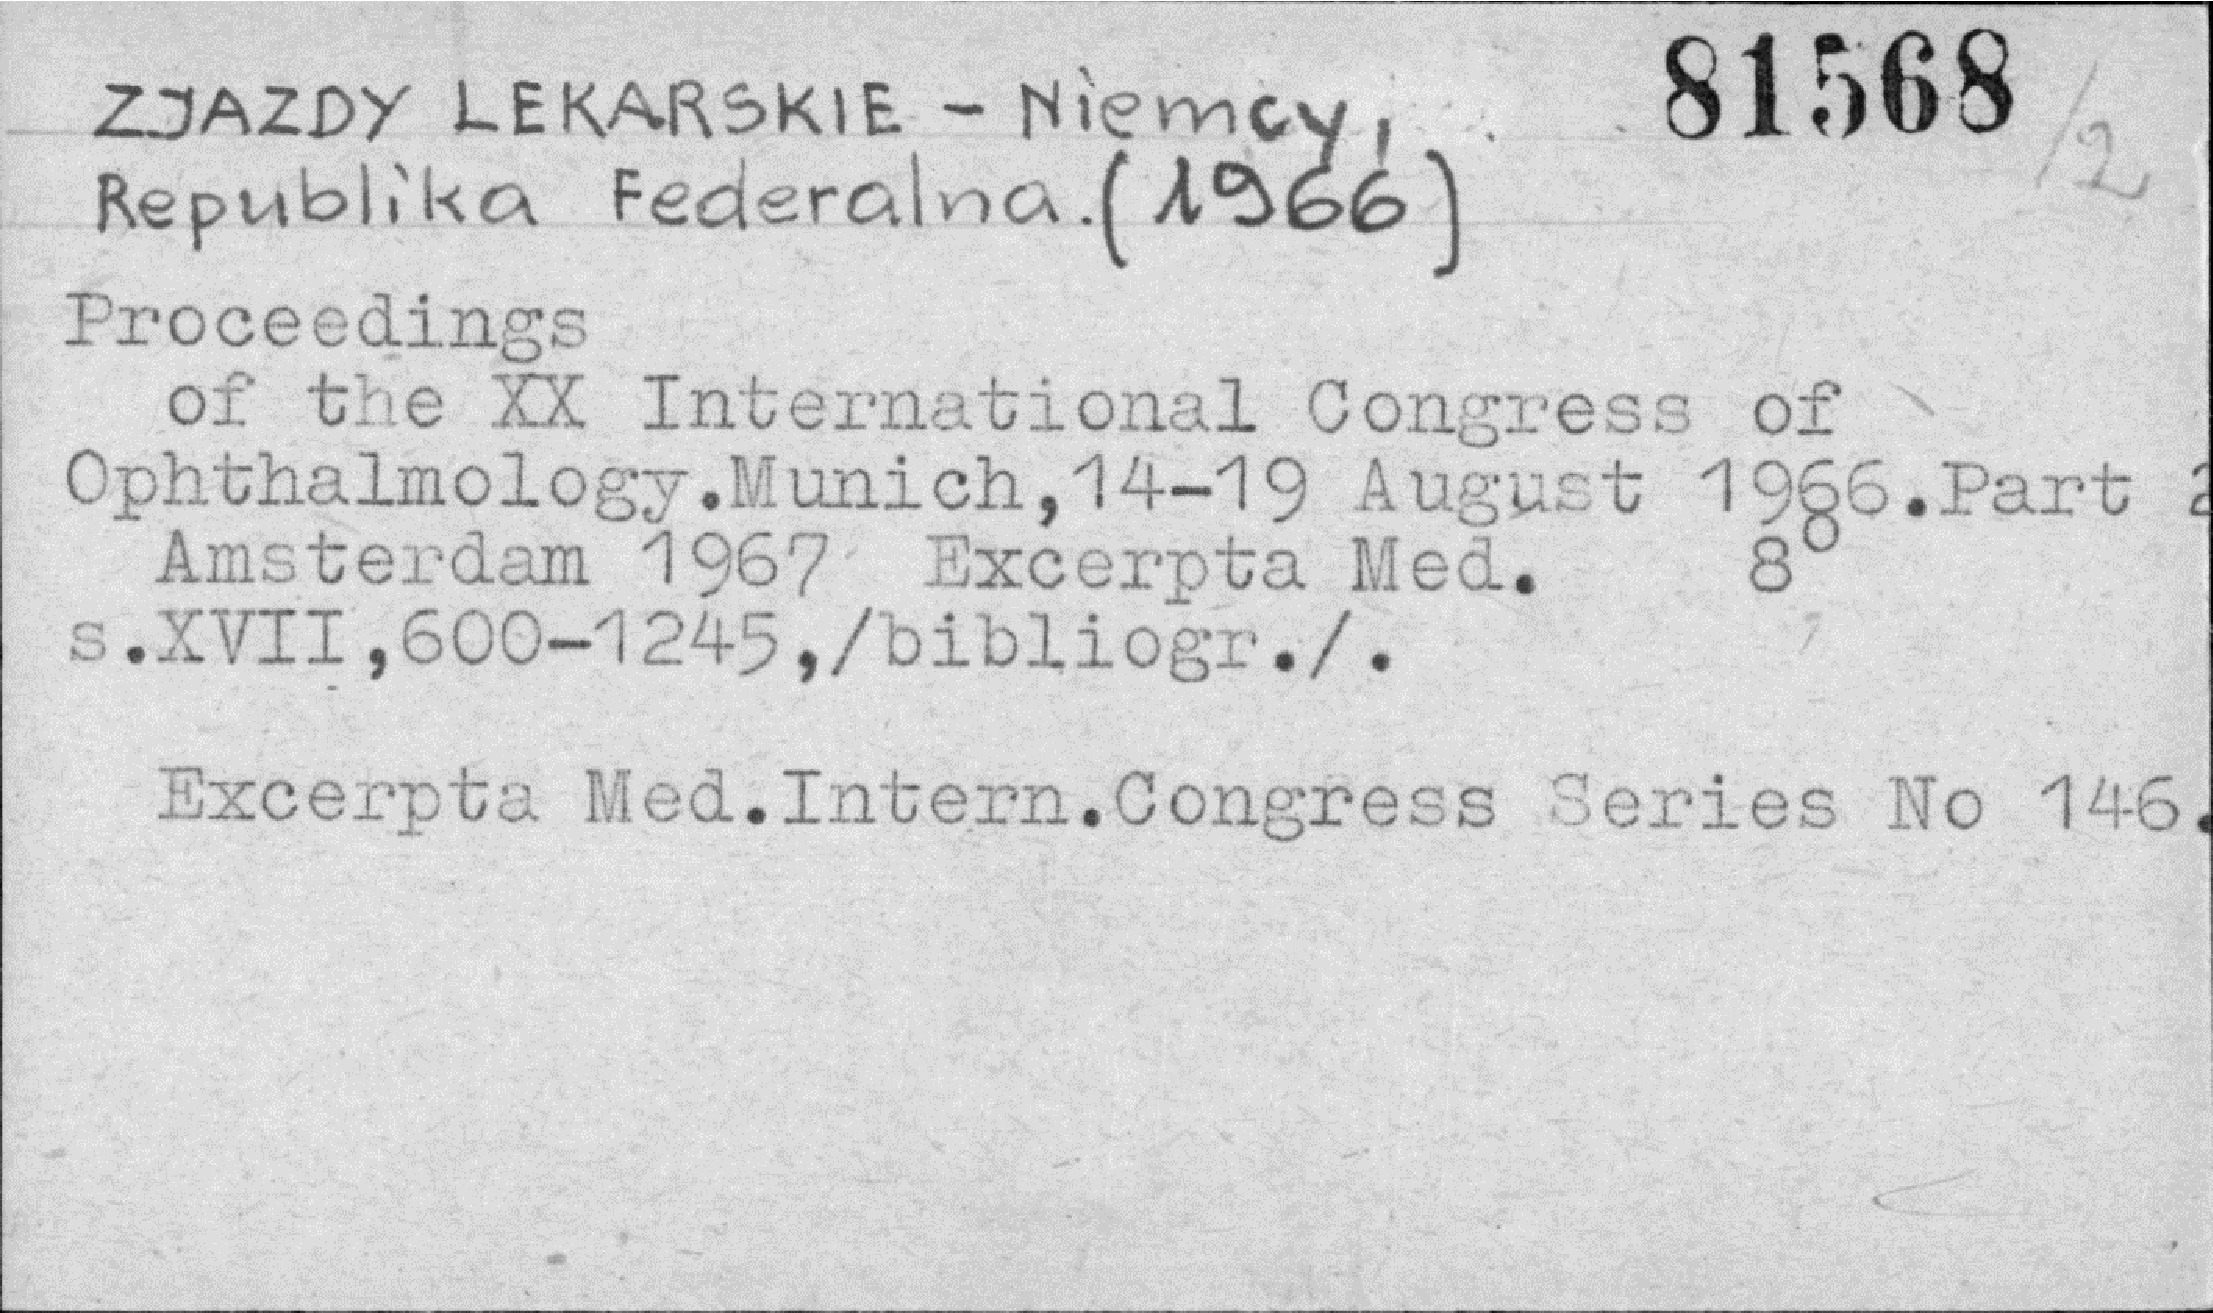 81568 /2
ZJAZDY LEKARSKIE - Niemcy,
Republika Federalna. (1966)
Proceedings
of the XX International Congress of
Ophthalmology.Munich,14-19 August 1966.Part 2
Amsterdam 1967 Excerpta Med. 8°
s.XVII,600-1245,/bibliogr./.
Excerpta Med.Intern.Congress Series No 146.